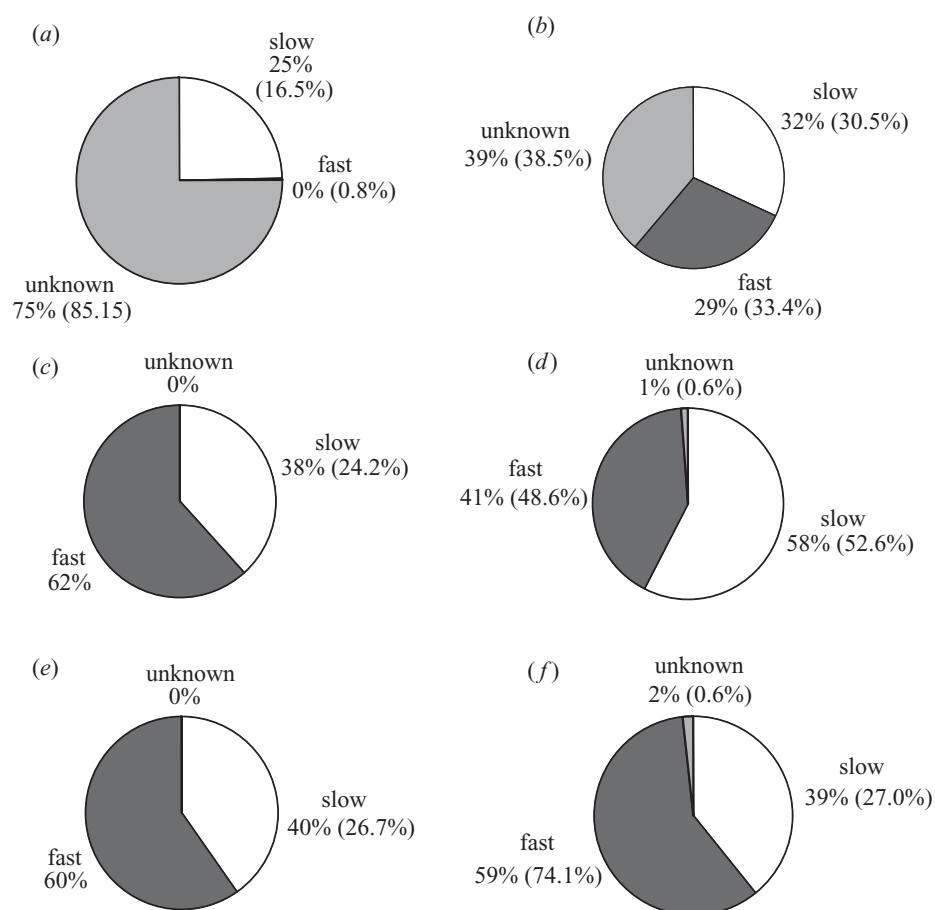 (a)
slow
25%
(16.5%)
fast
0% (0.8%)
unknown
75% (85.15)
(b)
slow
32% (30.5%)
unknown
39% (38.5%)
fast
29% (33.4%)
(c)
unknown
0%
slow
38% (24.2%)
fast
62%
(d)
unknown
1% (0.6%)
fast
41% (48.6%)
slow
58% (52.6%)
(e)
unknown
0%
slow
40% (26.7%)
fast
60%
(f)
unknown
2% (0.6%)
slow
39% (27.0%)
fast
59% (74.1%)